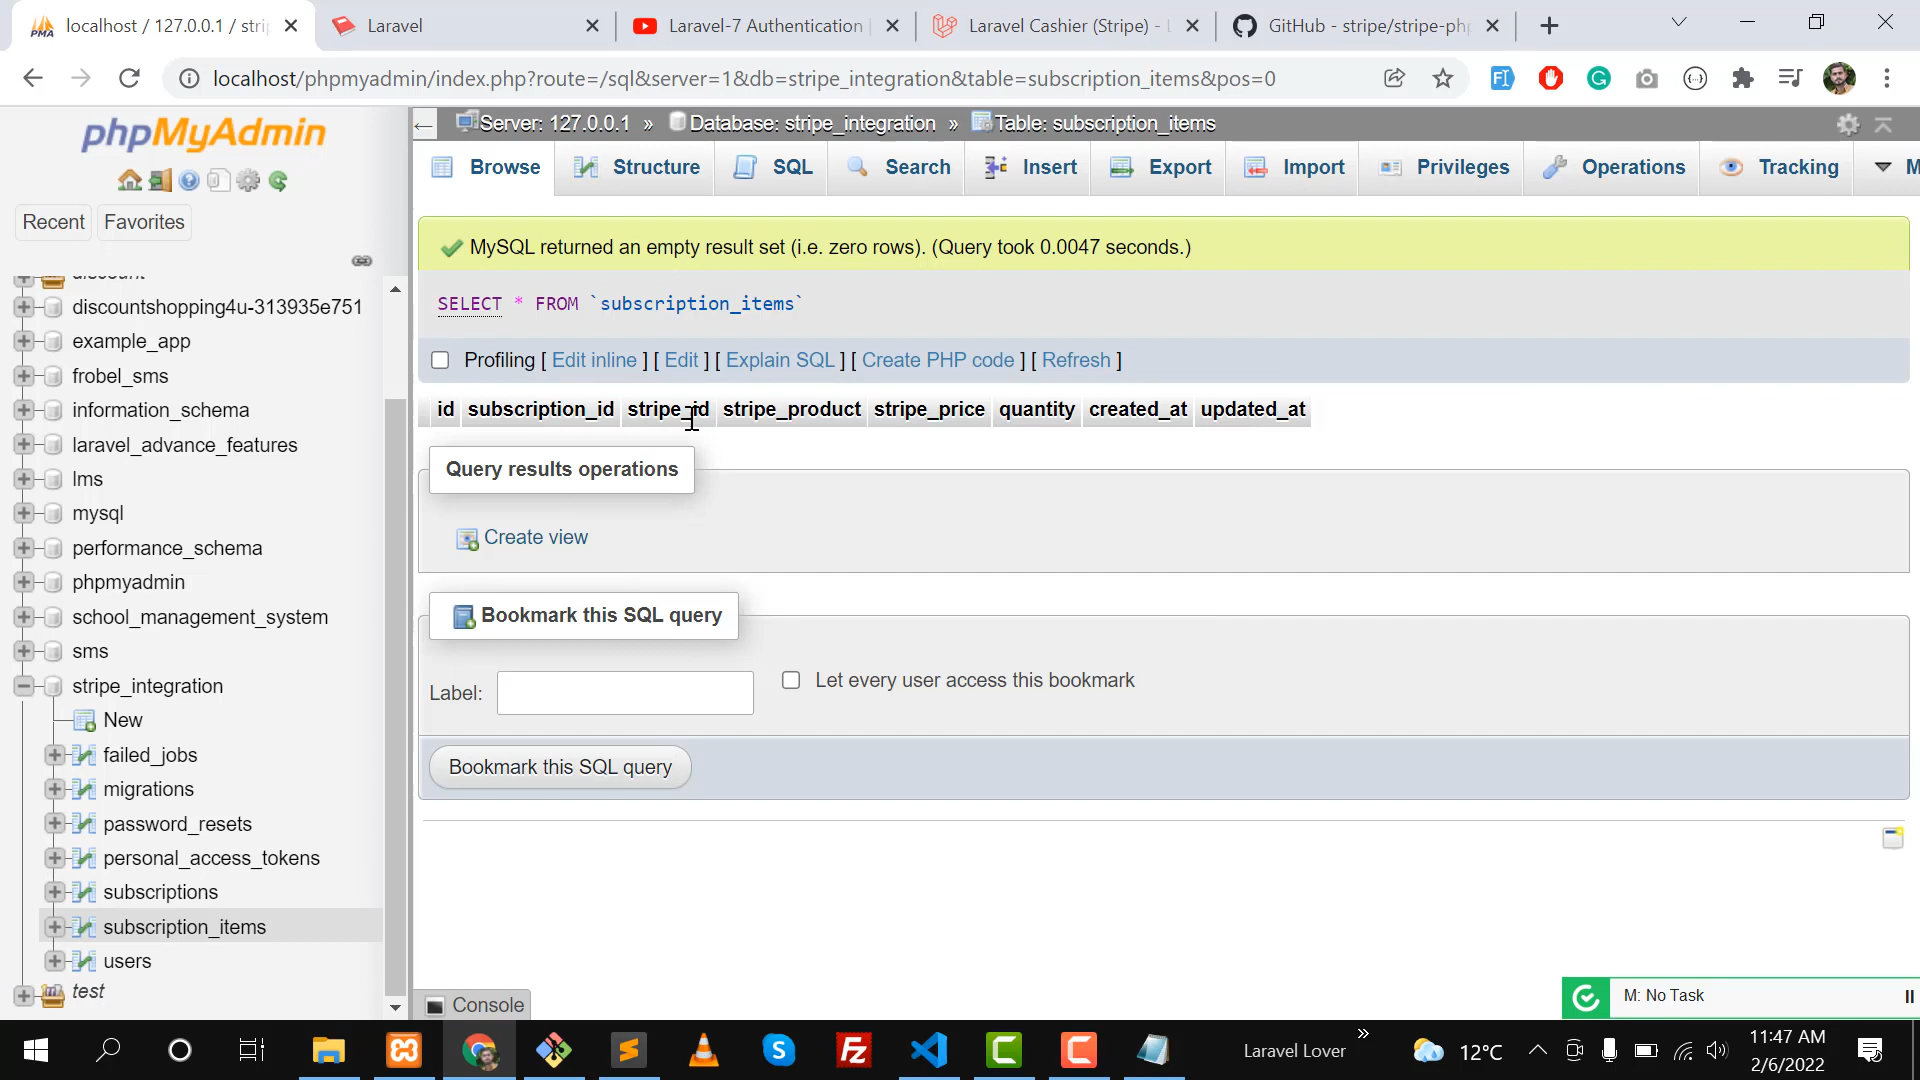 localhost / 127.0.0.1 / stri
Laravel
Laravel-7 Authentication
Laravel Cashier (Stripe) - L
GitHub - stripe/stripe-php
localhost/phpmyadmin/index.php?route=/sql&server=1&db=stripe_integration&table=subscription_items&pos=0
phpMyAdmin
Recent
Favorites
discount
discountshopping4u-313935e751
example_app
frobel_sms
information_schema
laravel_advance_features
lms
mysql
performance_schema
phpmyadmin
school_management_system
sms
stripe_integration
New
failed_jobs
migrations
password_resets
personal_access_tokens
subscriptions
subscription_items
users
test
Server: 127.0.0.1 » Database: stripe_integration » Table: subscription_items
Browse Structure SQL Search Insert Export Import Privileges Operations Tracking M
MySQL returned an empty result set (i.e. zero rows). (Query took 0.0047 seconds.)
SELECT * FROM `subscription_items`
Profiling [ Edit inline ] [ Edit ] [ Explain SQL ] [ Create PHP code ] [ Refresh ]
id subscription_id stripe_id stripe_product stripe_price quantity created_at updated_at
Query results operations
Create view
Bookmark this SQL query
Label:
Let every user access this bookmark
Bookmark this SQL query
Console
M: No Task
Laravel Lover
12°C
11:47 AM
2/6/2022